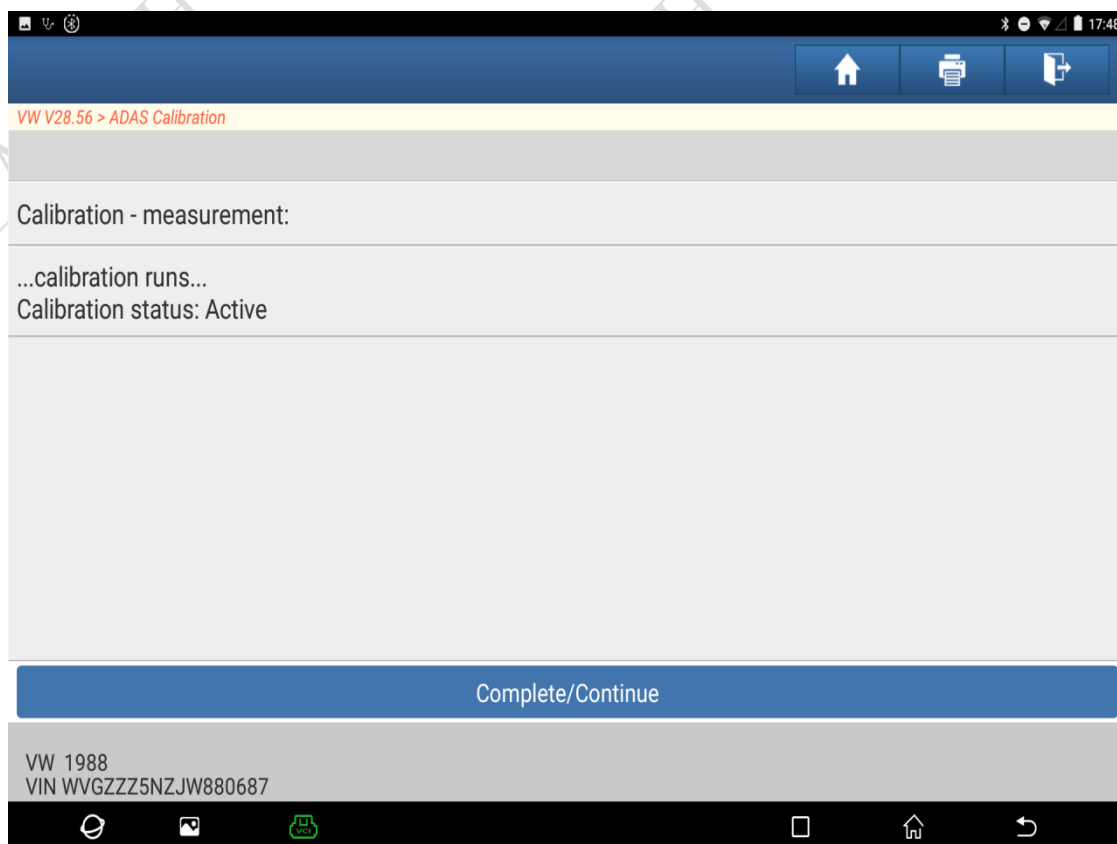 17:48
VW V28.56 > ADAS Calibration
Calibration - measurement:
...calibration runs...
Calibration status: Active
Complete/Continue
VW 1988
VIN WVGZZZ5NZJW880687
VCI